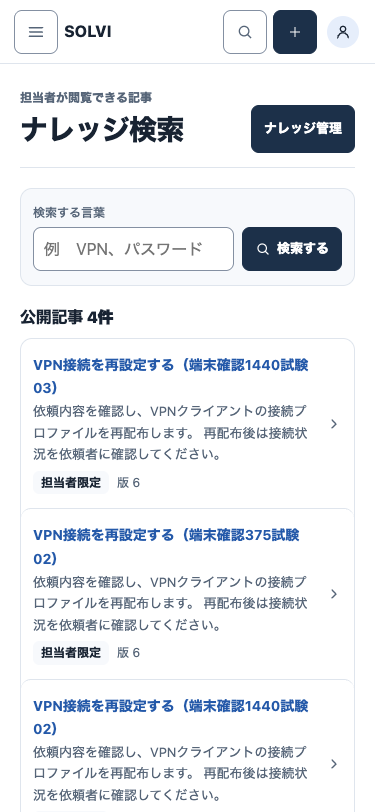 SOLVI
担当者が閲覧できる記事
ナレッジ検索
ナレッジ管理
検索する言葉
例　VPN、パスワード
検索する
公開記事 4件
VPN接続を再設定する（端末確認1440試験
03）
依頼内容を確認し、VPNクライアントの接続プ
ロファイルを再配布します。 再配布後は接続状
況を依頼者に確認してください。
担当者限定 版 6
VPN接続を再設定する（端末確認375試験
02）
依頼内容を確認し、VPNクライアントの接続プ
ロファイルを再配布します。 再配布後は接続状
況を依頼者に確認してください。
担当者限定 版 6
VPN接続を再設定する（端末確認1440試験
02）
依頼内容を確認し、VPNクライアントの接続プ
ロファイルを再配布します。 再配布後は接続状
況を依頼者に確認してください。